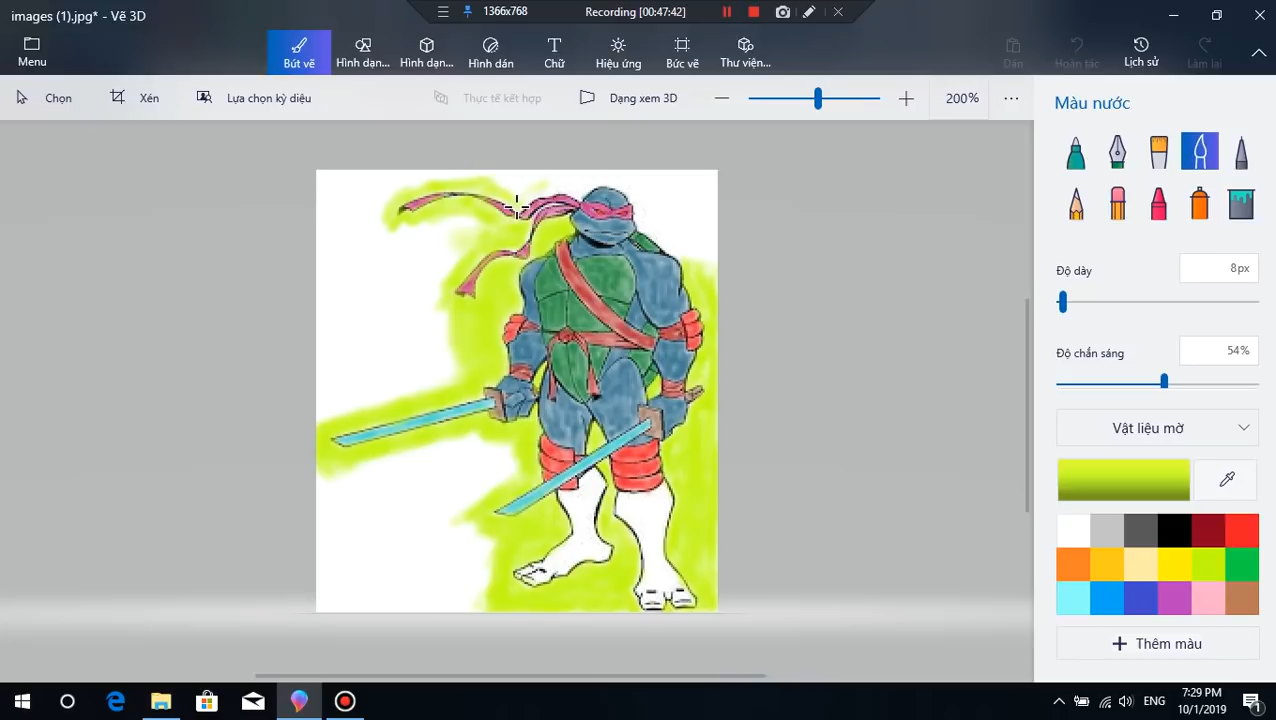 images (1).jpg* - Vẽ 3D
1366x768
Recording [00:47:42]
Menu
Bút vẽ
Hình dạn...
Hình dạn...
Hình dán
Chữ
Hiệu ứng
Bức vẽ
Thư viện...
Dán
Hoàn tác
Lịch sử
Làm lại
Chọn
Xén
Lựa chọn kỳ diệu
Thực tế kết hợp
Dạng xem 3D
200%
Màu nước
Độ dày
8px
Độ chắn sáng
54%
Vật liệu mờ
Thêm màu
ENG
7:29 PM
10/1/2019
1